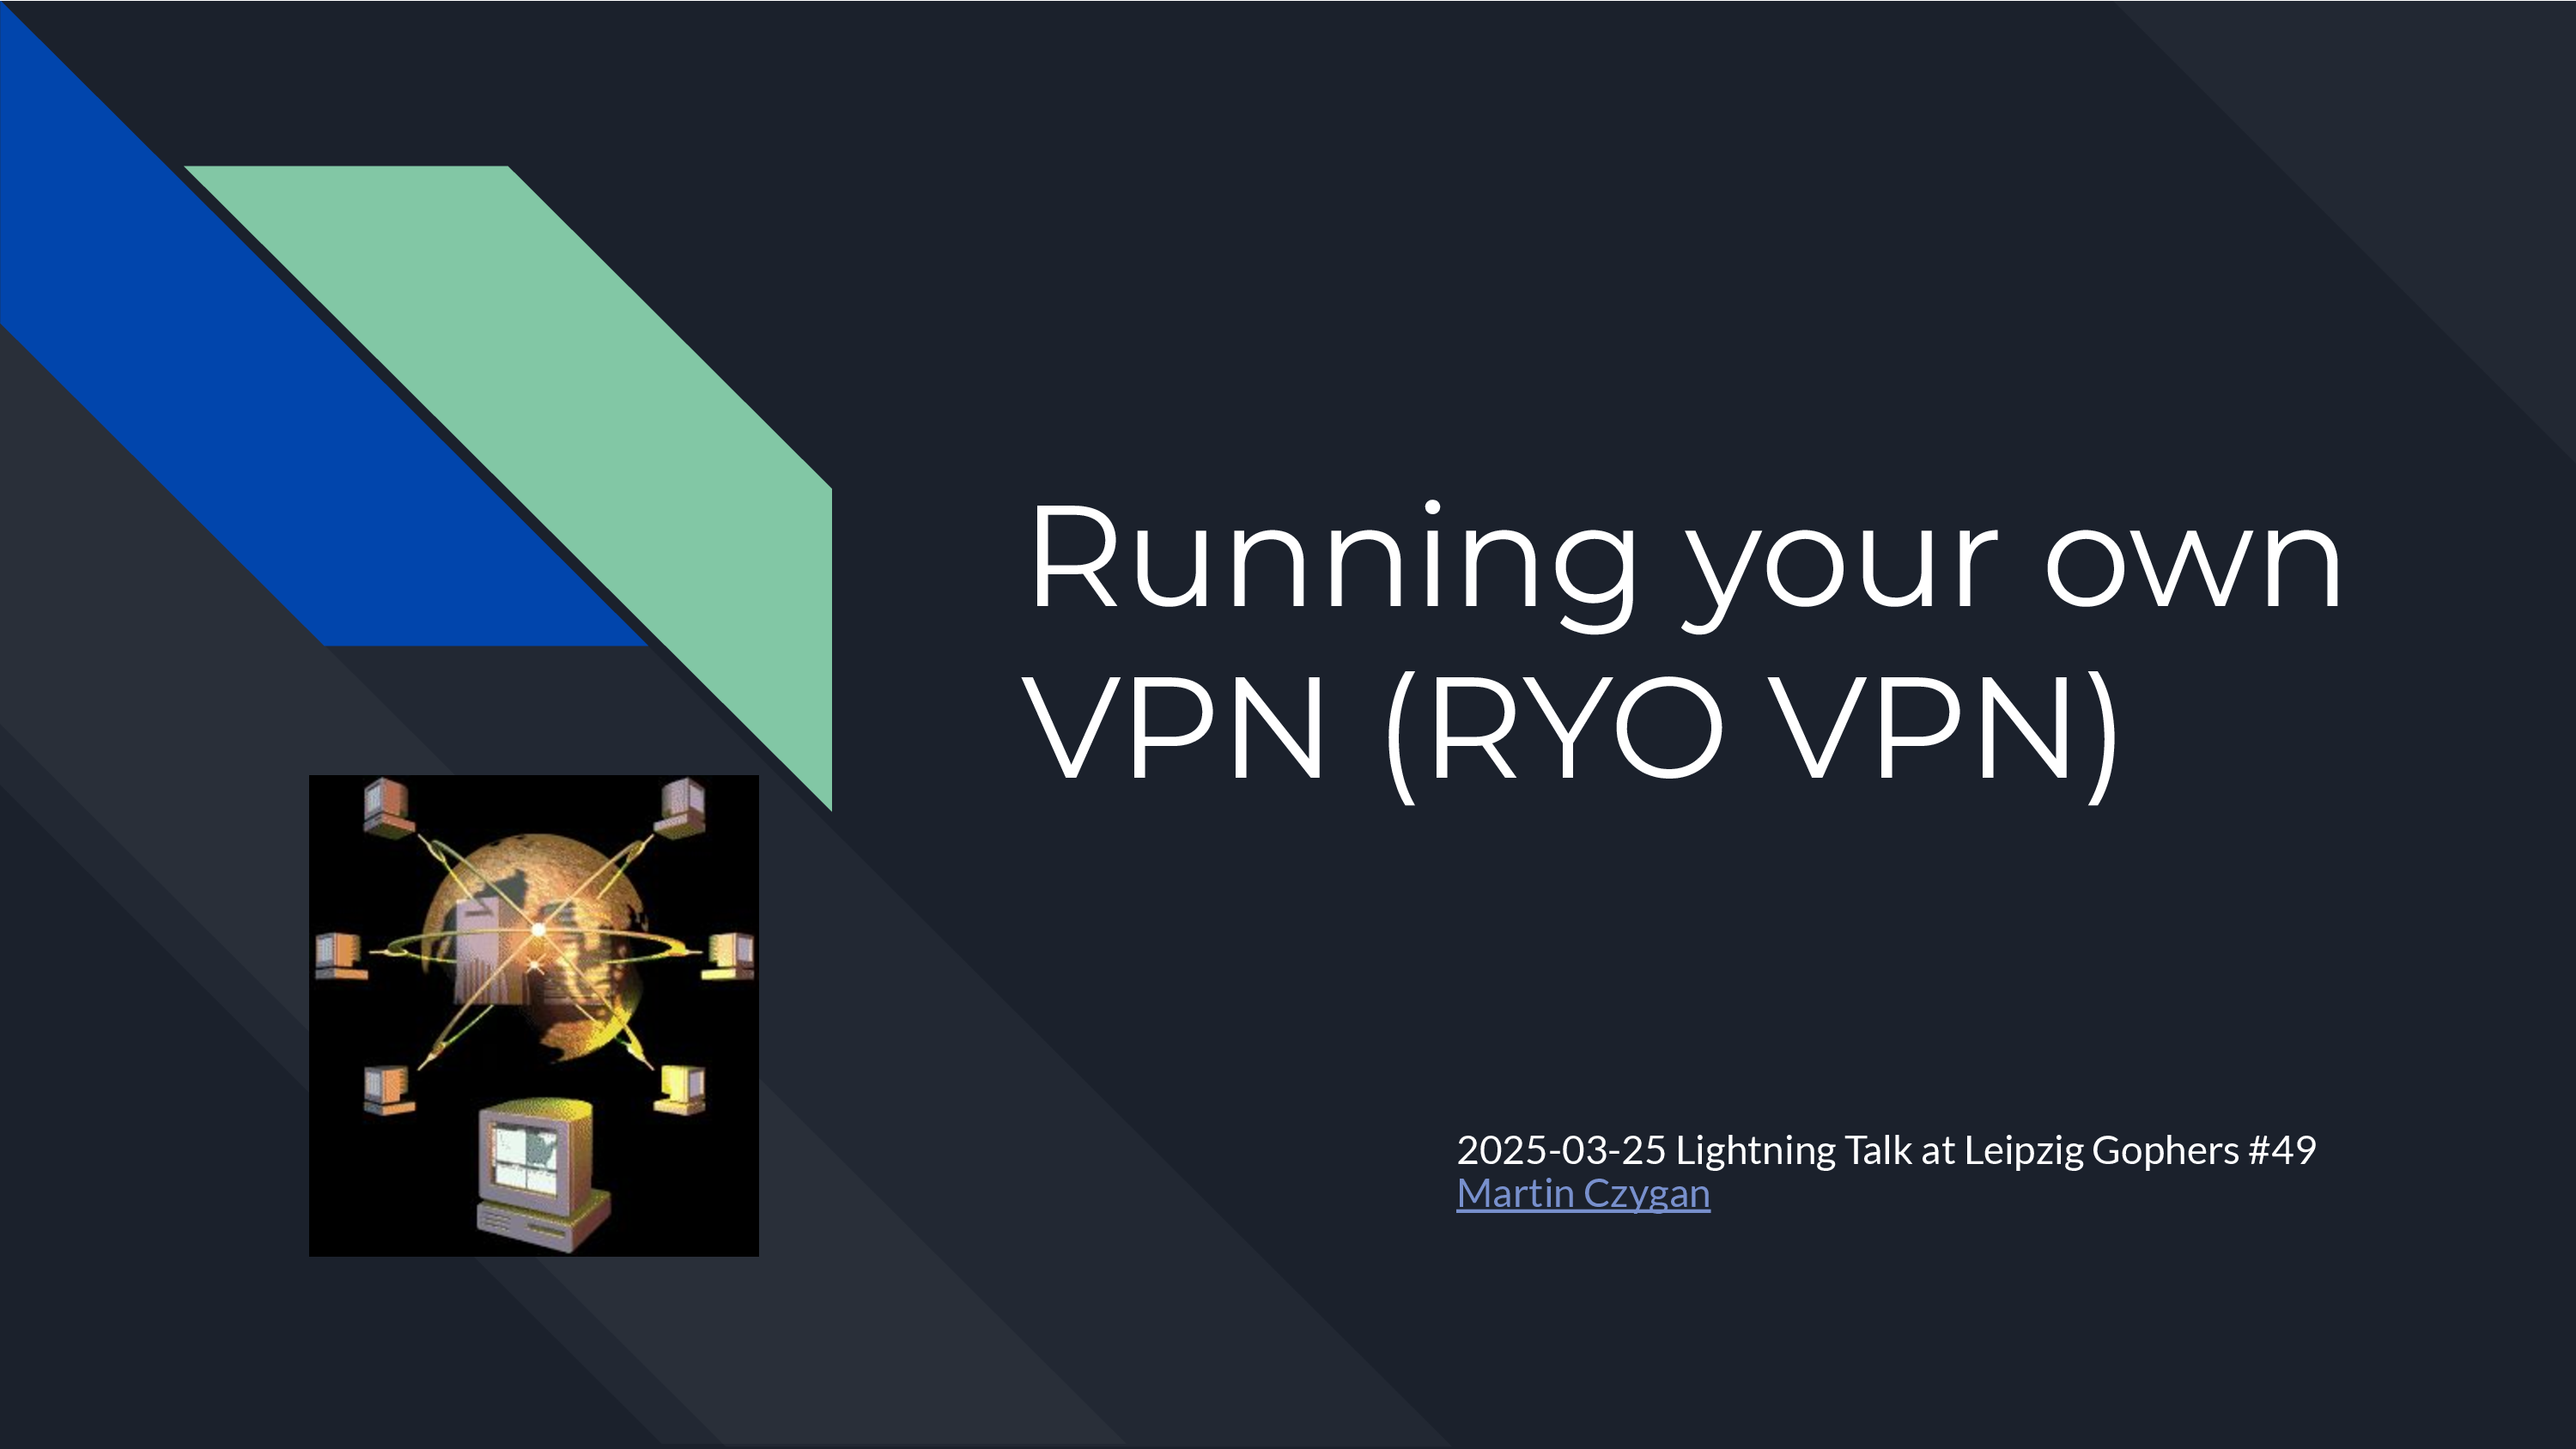 Running your own
VPN (RYO VPN)
2025-03-25 Lightning Talk at Leipzig Gophers #49
Martin Czygan